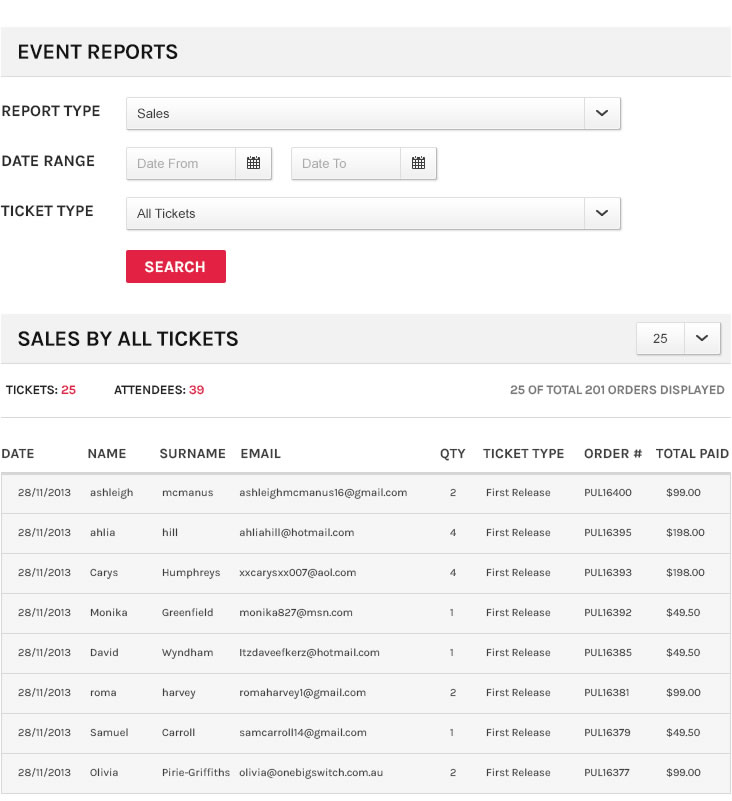 EVENT REPORTS
REPORT TYPE Sales
DATE RANGE Date From Date To
TICKET TYPE All Tickets
SEARCH
SALES BY ALL TICKETS 25
TICKETS: 25 ATTENDEES: 39 25 OF TOTAL 201 ORDERS DISPLAYED
DATE NAME SURNAME EMAIL QTY TICKET TYPE ORDER # TOTAL PAID
28/11/2013 ashleigh mcmanus ashleighmcmanus16@gmail.com 2 First Release PUL16400 $99.00
28/11/2013 ahlia hill ahliahill@hotmail.com 4 First Release PUL16395 $198.00
28/11/2013 Carys Humphreys xxcarysxx007@aol.com 4 First Release PUL16393 $198.00
28/11/2013 Monika Greenfield monika827@msn.com 1 First Release PUL16392 $49.50
28/11/2013 David Wyndham Itzdaveefkerz@hotmail.com 1 First Release PUL16385 $49.50
28/11/2013 roma harvey romaharvey1@gmail.com 2 First Release PUL16381 $99.00
28/11/2013 Samuel Carroll samcarroll14@gmail.com 1 First Release PUL16379 $49.50
28/11/2013 Olivia Pirie-Griffiths olivia@onebigswitch.com.au 2 First Release PUL16377 $99.00